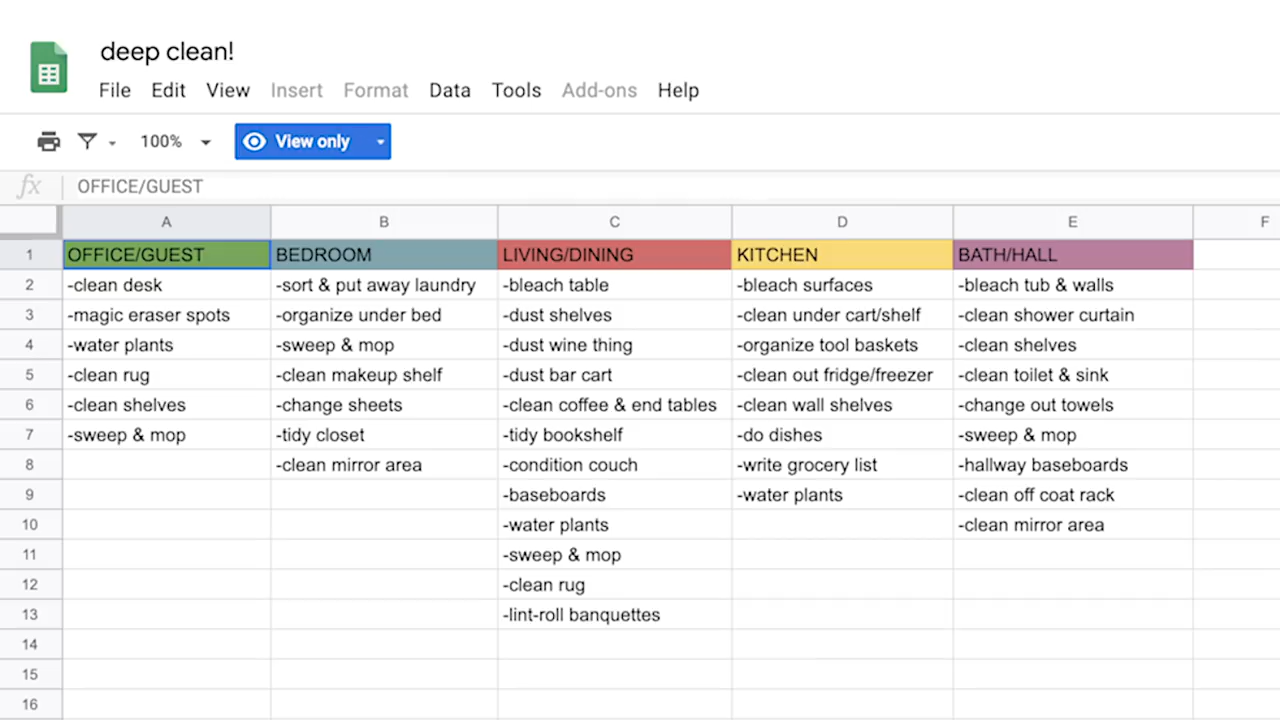 deep clean!
File Edit View Insert Format Data Tools Add-ons Help
100% View only
fx OFFICE/GUEST
A B C D E F
1 OFFICE/GUEST BEDROOM LIVING/DINING KITCHEN BATH/HALL
2 -clean desk -sort & put away laundry -bleach table -bleach surfaces -bleach tub & walls
3 -magic eraser spots -organize under bed -dust shelves -clean under cart/shelf -clean shower curtain
4 -water plants -sweep & mop -dust wine thing -organize tool baskets -clean shelves
5 -clean rug -clean makeup shelf -dust bar cart -clean out fridge/freezer -clean toilet & sink
6 -clean shelves -change sheets -clean coffee & end tables -clean wall shelves -change out towels
7 -sweep & mop -tidy closet -tidy bookshelf -do dishes -sweep & mop
8 -clean mirror area -condition couch -write grocery list -hallway baseboards
9 -baseboards -water plants -clean off coat rack
10 -water plants -clean mirror area
11 -sweep & mop
12 -clean rug
13 -lint-roll banquettes
14
15
16